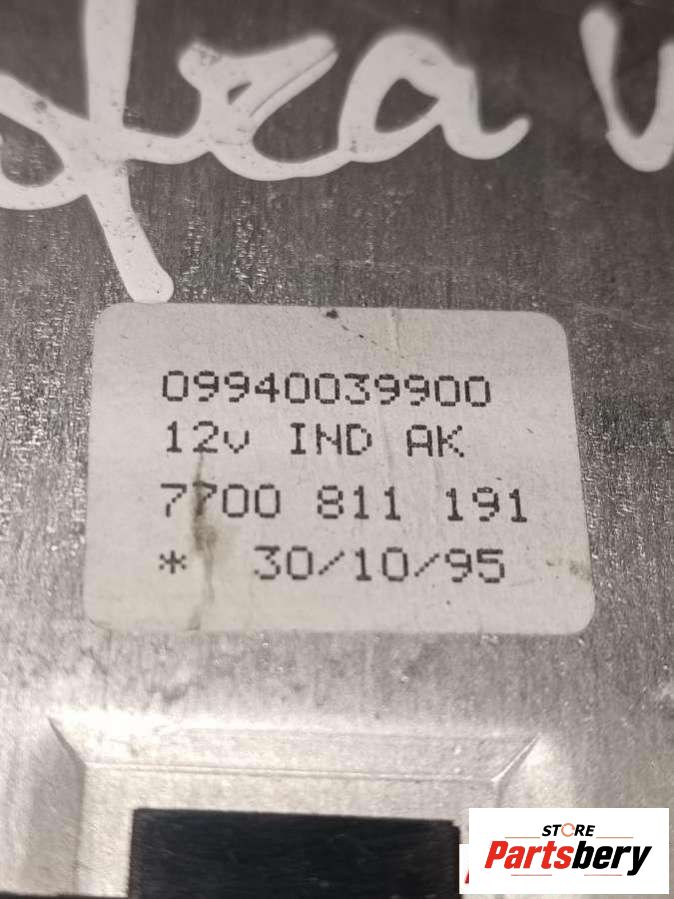 09940039900
12v IND AK
7700 811 191
* 30/10/95
STORE
Partsbery